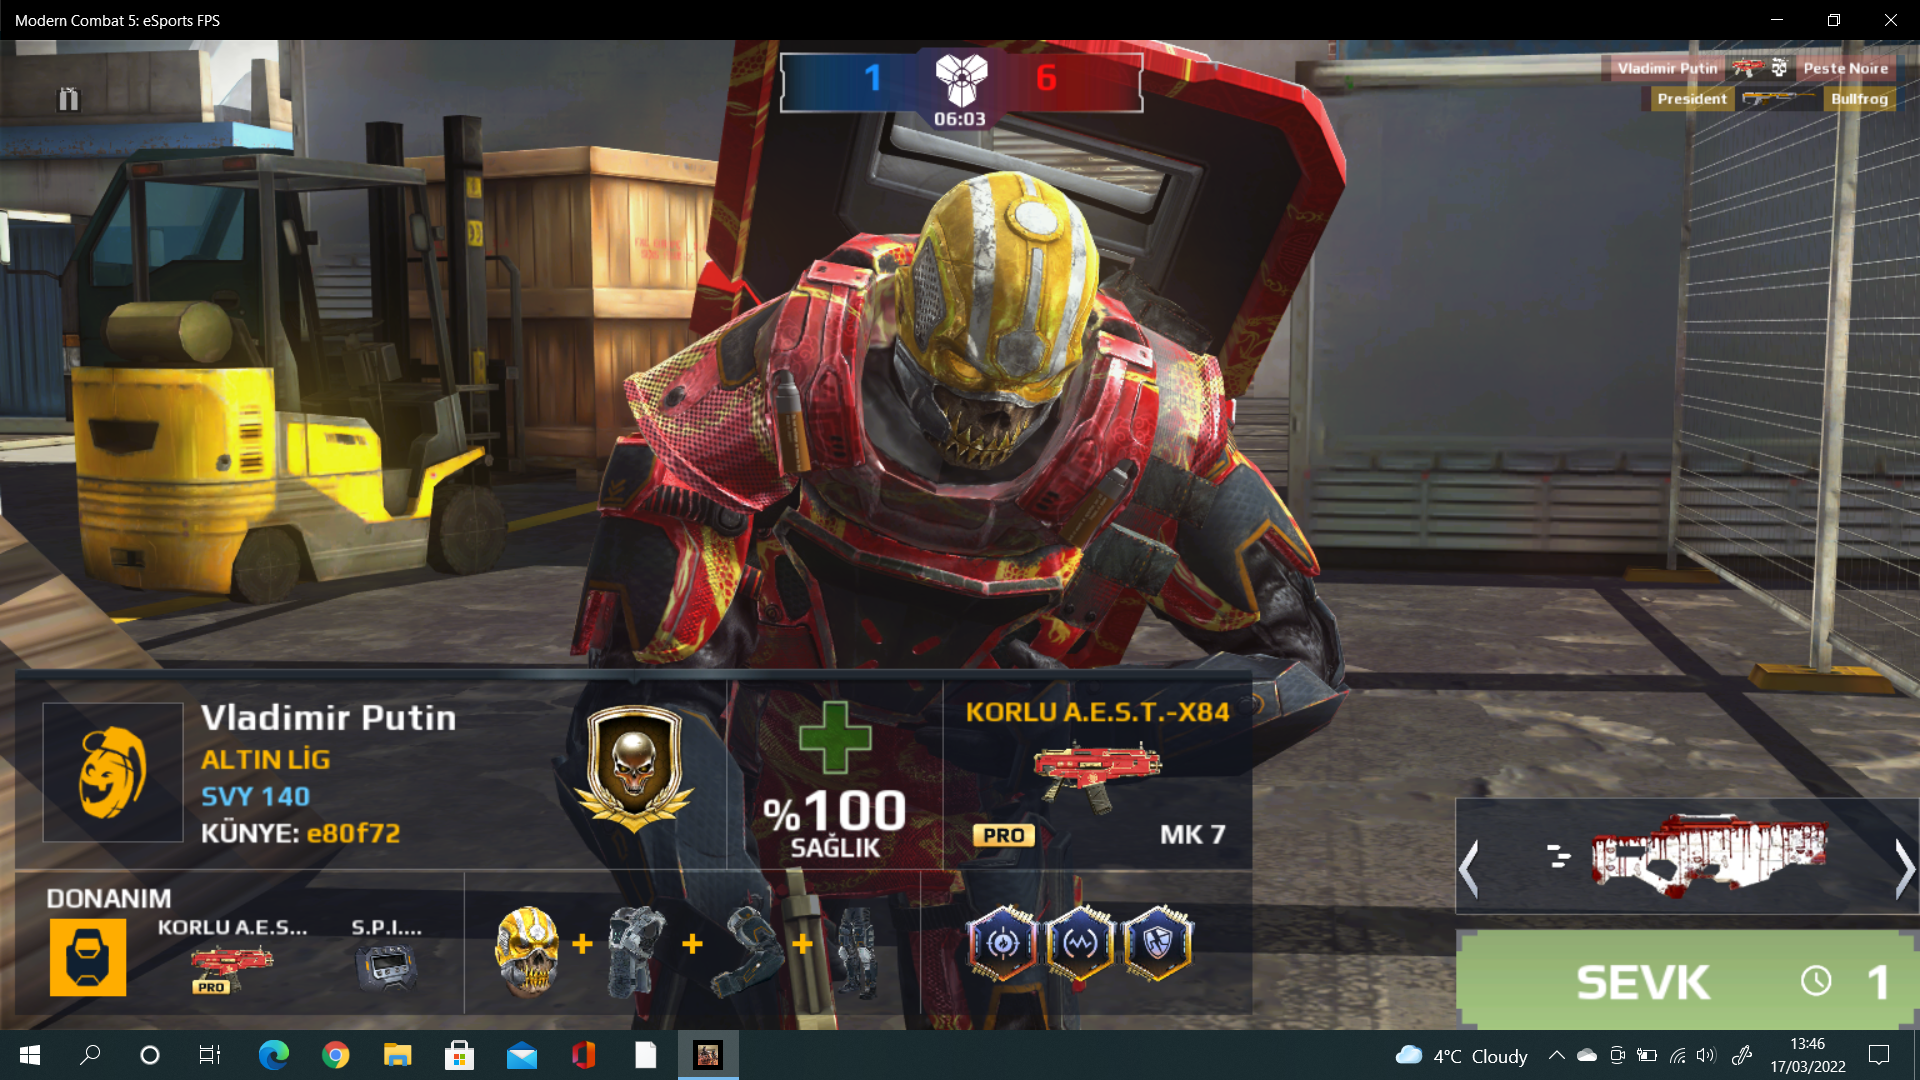 Modern Combat 5: eSports FPS
1
6
06:03
Vladimir Putin Peste Noire
President Bullfrog
Vladimir Putin
ALTIN LİG
SVY 140
KÜNYE: e80f72
%100
SAĞLIK
KORLU A.E.S.T.-X84
PRO
MK 7
DONANIM
KORLU A.E.S...
S.P.I....
PRO
SEVK
1
4°C Cloudy
13:46
17/03/2022